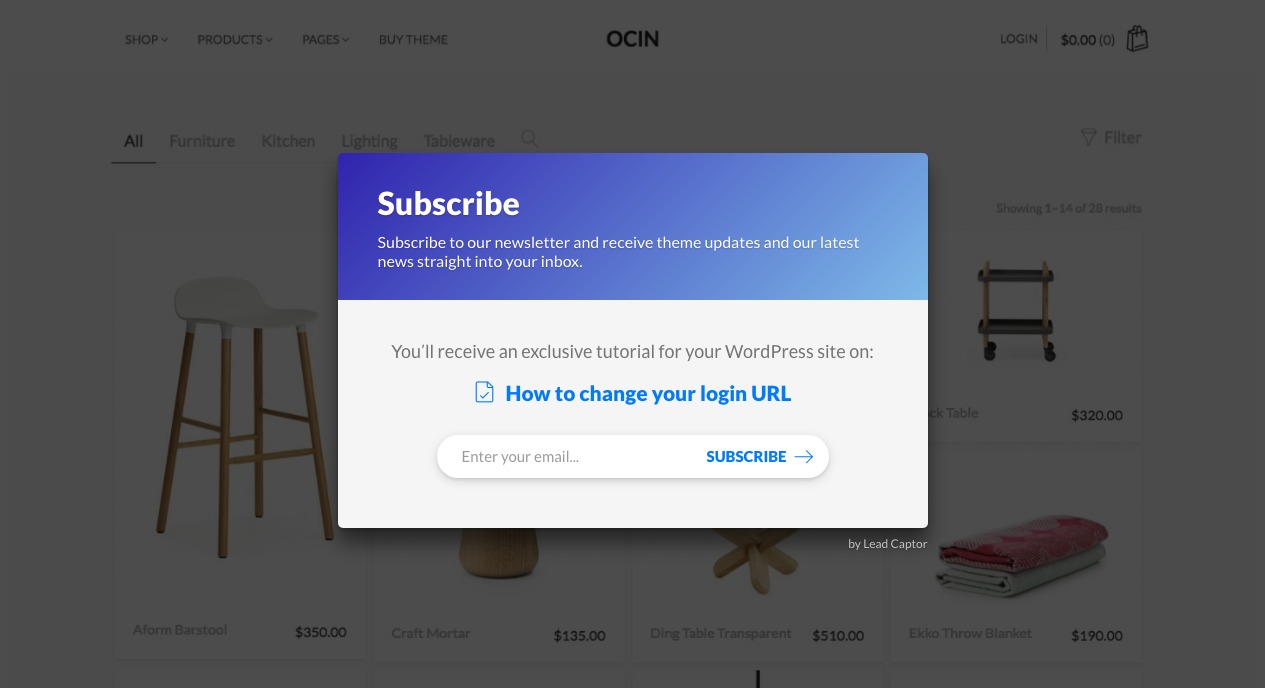 SHOP
PRODUCTS
PAGES
BUY THEME
OCIN
LOGIN
$0.00 (0)
All
Furniture
Kitchen
Lighting
Tableware
Filter
Showing 1–14 of 28 results
Subscribe
Subscribe to our newsletter and receive theme updates and our latest
news straight into your inbox.
You’ll receive an exclusive tutorial for your WordPress site on:
How to change your login URL
Enter your email...
SUBSCRIBE
Table
$320.00
by Lead Captor
Aform Barstool
$350.00
Craft Mortar
$135.00
Ding Table Transparent
$510.00
Ekko Throw Blanket
$190.00